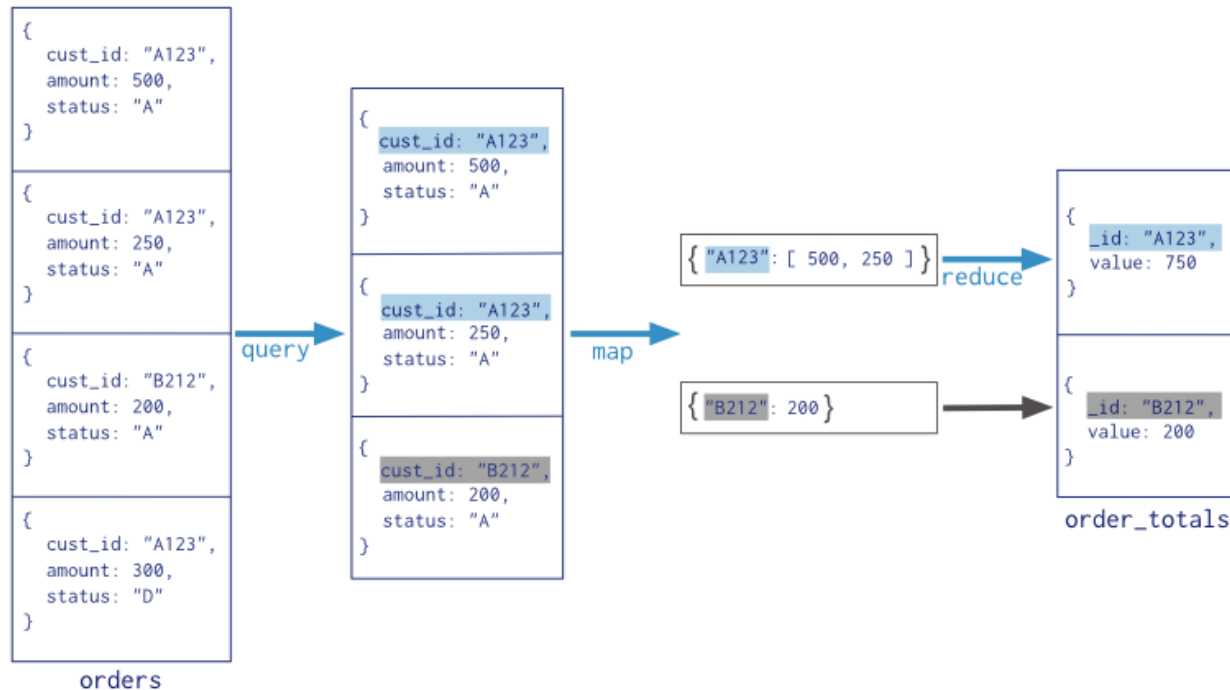 {
cust_id: "A123",
amount: 500,
status: "A"
}
{
cust_id: "A123",
amount: 250,
status: "A"
}
{
cust_id: "B212",
amount: 200,
status: "A"
}
{
cust_id: "A123",
amount: 300,
status: "D"
}
orders
query
{
cust_id: "A123",
amount: 500,
status: "A"
}
{
cust_id: "A123",
amount: 250,
status: "A"
}
{
cust_id: "B212",
amount: 200,
status: "A"
}
map
{ "A123": [ 500, 250 ] }
{ "B212": 200 }
reduce
{
_id: "A123",
value: 750
}
{
_id: "B212",
value: 200
}
order_totals